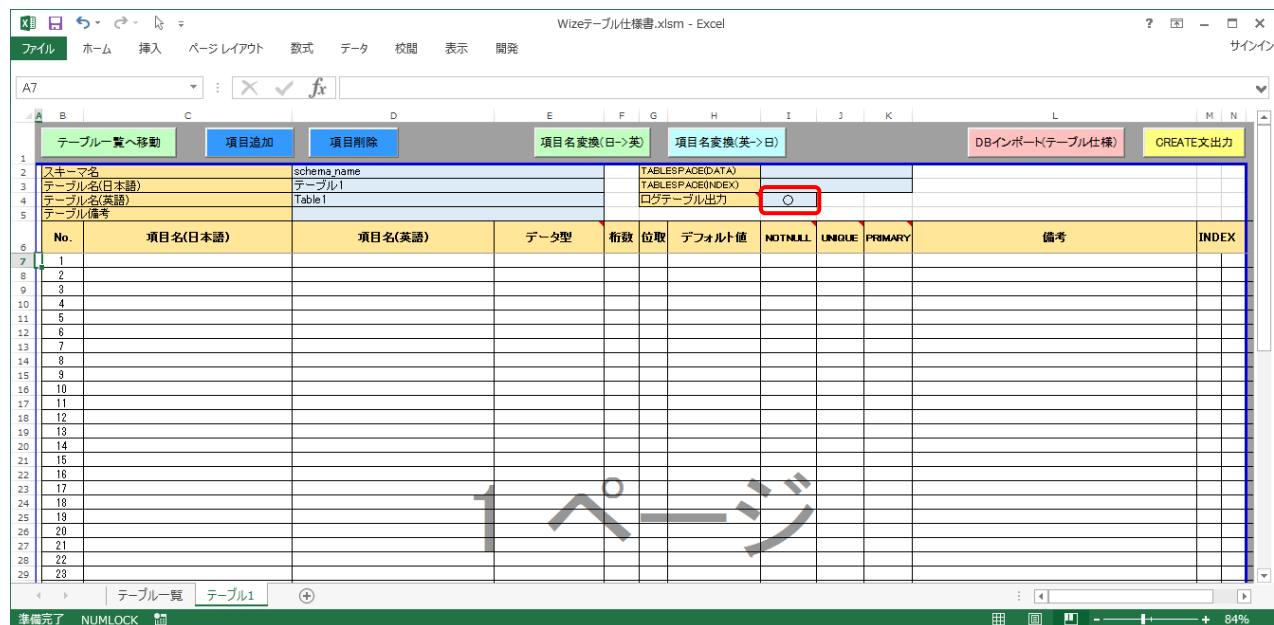 Wizeテーブル仕様書.xlsm - Excel
ファイル ホーム 挿入 ページ レイアウト 数式 データ 校閲 表示 開発 サインイン
A7 fx
A B C D E F G H I J K L M N
1 テーブル一覧へ移動 項目追加 項目削除 項目名変換(日->英) 項目名変換(英->日) DBインポート(テーブル仕様) CREATE文出力
2 スキーマ名 schema_name TABLESPACE(DATA)
3 テーブル名(日本語) テーブル1 TABLESPACE(INDEX)
4 テーブル名(英語) Table1 ログテーブル出力 ○
5 テーブル備考
6 No. 項目名(日本語) 項目名(英語) データ型 桁数 位取 デフォルト値 NOTNULL UNIQUE PRIMARY 備考 INDEX
7 1
8 2
9 3
10 4
11 5
12 6
13 7
14 8
15 9
16 10
17 11
18 12
19 13
20 14
21 15
22 16
23 17
24 18
25 19
26 20
27 21
28 22
29 23
1 ページ
テーブル一覧 テーブル1
準備完了 NUMLOCK 84%